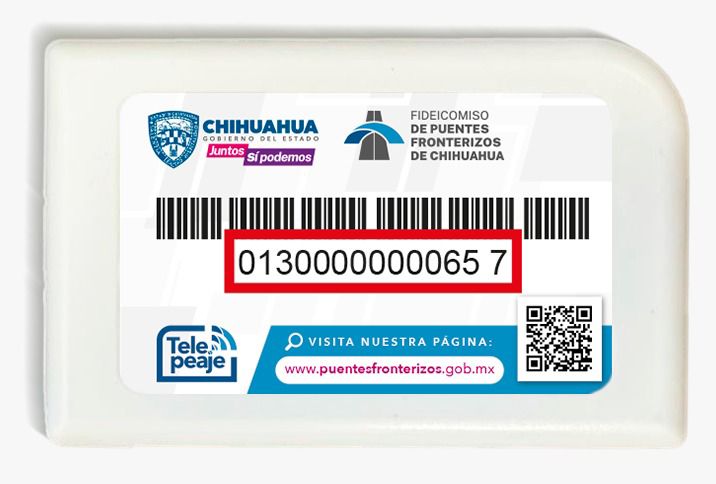 CHIHUAHUA
GOBIERNO DEL ESTADO
Juntos Sí podemos
FIDEICOMISO
DE PUENTES
FRONTERIZOS
DE CHIHUAHUA
0130000000065 7
Tele
peaje
VISITA NUESTRA PÁGINA:
www.puentesfronterizos.gob.mx